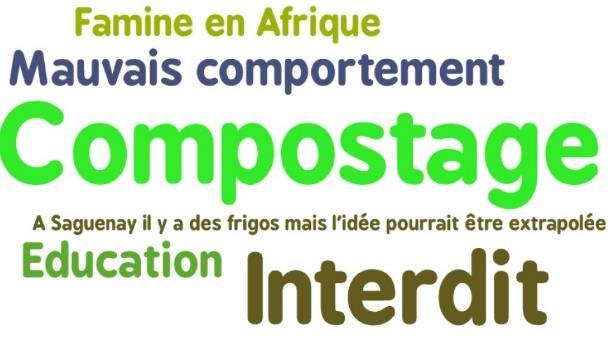 Famine en Afrique
Mauvais comportement
Compostage
A Saguenay il y a des frigos mais l'idée pourrait être extrapolée
Education
Interdit